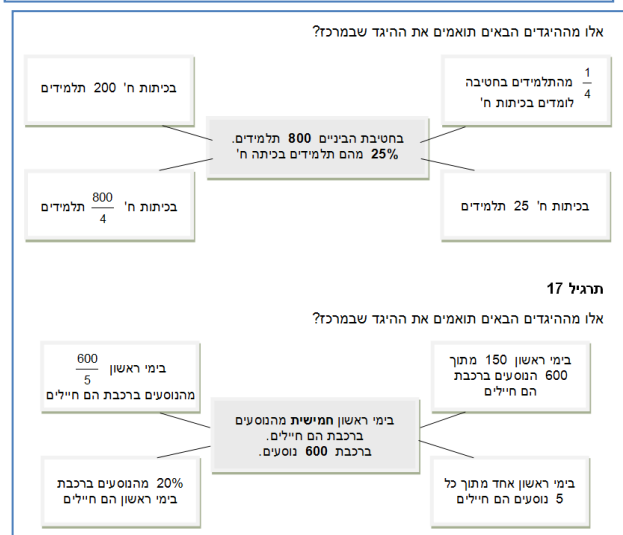 אלו מההיגדים הבאים תואמים את ההיגד שבמרכז?
1/4 מהתלמידים בחטיבה
לומדים בכיתות ח'
בכיתות ח' 200 תלמידים
בחטיבת הביניים 800 תלמידים.
25% מהם תלמידים בכיתה ח'
בכיתות ח' 25 תלמידים
בכיתות ח' 800/4 תלמידים
תרגיל 17
אלו מההיגדים הבאים תואמים את ההיגד שבמרכז?
בימי ראשון 150 מתוך
600 הנוסעים ברכבת
הם חיילים
בימי ראשון 600/5
מהנוסעים ברכבת הם חיילים
בימי ראשון חמישית מהנוסעים
ברכבת הם חיילים.
ברכבת 600 נוסעים.
בימי ראשון אחד מתוך כל
5 נוסעים הם חיילים
20% מהנוסעים ברכבת
בימי ראשון הם חיילים